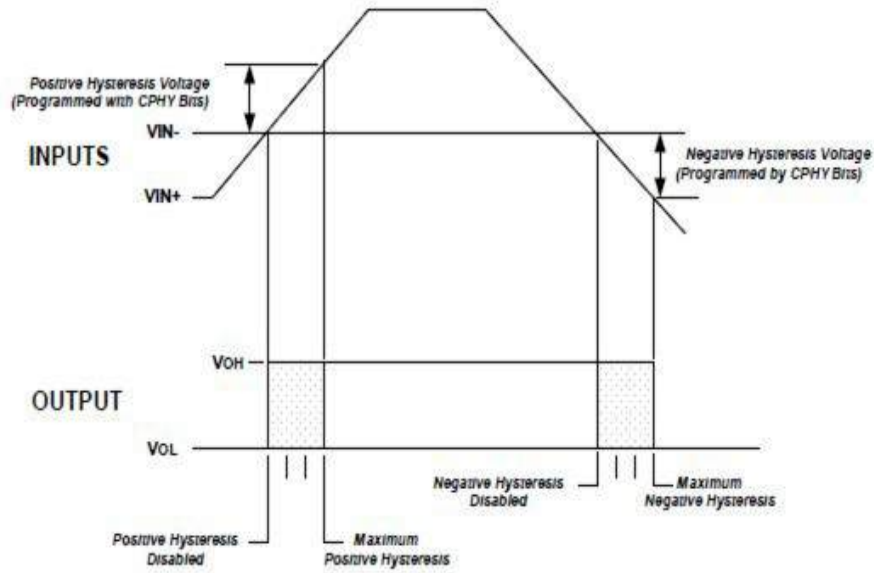 Positive Hysteresis Voltage
(Programmed with CPHY Bits)
VIN-
INPUTS
VIN+
Negative Hysteresis Voltage
(Programmed by CPHY Bits)
VOH
OUTPUT
VOL
Negative Hysteresis
Disabled
Maximum
Negative Hysteresis
Positive Hysteresis
Disabled
Maximum
Positive Hysteresis